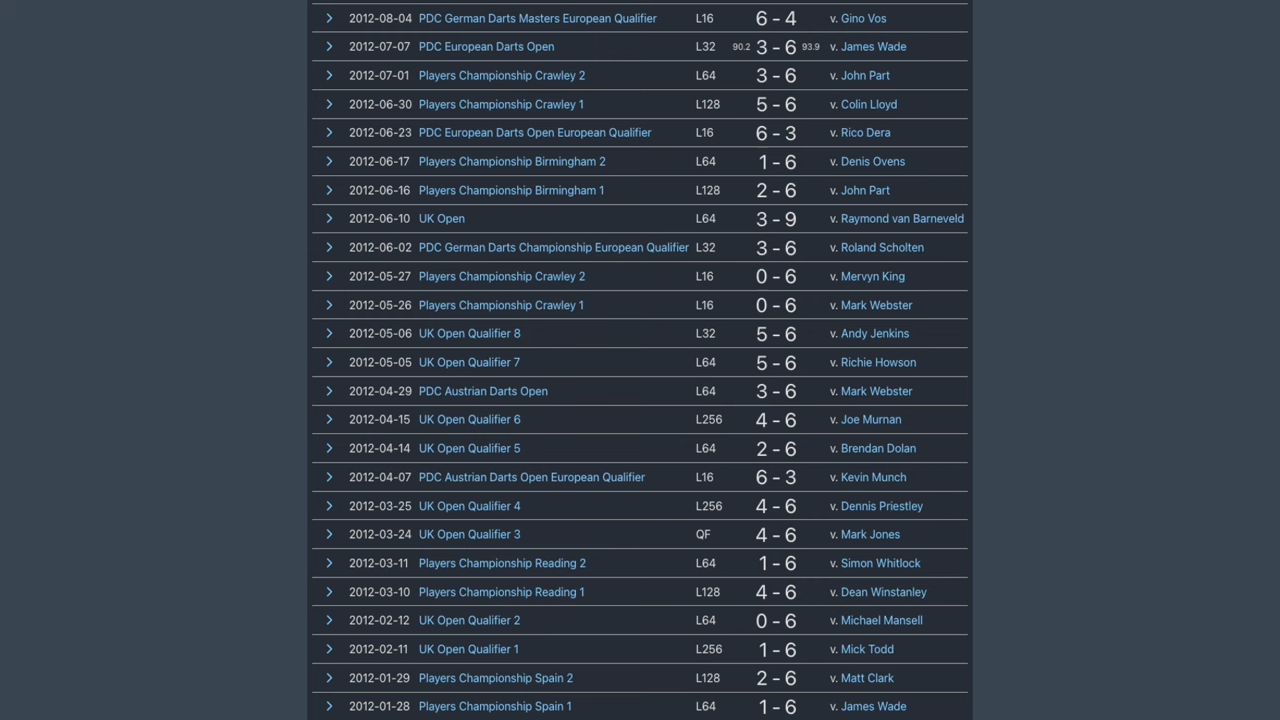 2012-08-04 PDC German Darts Masters European Qualifier L16 6 - 4 v. Gino Vos
2012-07-07 PDC European Darts Open L32 90.2 3 - 6 93.9 v. James Wade
2012-07-01 Players Championship Crawley 2 L64 3 - 6 v. John Part
2012-06-30 Players Championship Crawley 1 L128 5 - 6 v. Colin Lloyd
2012-06-23 PDC European Darts Open European Qualifier L16 6 - 3 v. Rico Dera
2012-06-17 Players Championship Birmingham 2 L64 1 - 6 v. Denis Ovens
2012-06-16 Players Championship Birmingham 1 L128 2 - 6 v. John Part
2012-06-10 UK Open L64 3 - 9 v. Raymond van Barneveld
2012-06-02 PDC German Darts Championship European Qualifier L32 3 - 6 v. Roland Scholten
2012-05-27 Players Championship Crawley 2 L16 0 - 6 v. Mervyn King
2012-05-26 Players Championship Crawley 1 L16 0 - 6 v. Mark Webster
2012-05-06 UK Open Qualifier 8 L32 5 - 6 v. Andy Jenkins
2012-05-05 UK Open Qualifier 7 L64 5 - 6 v. Richie Howson
2012-04-29 PDC Austrian Darts Open L64 3 - 6 v. Mark Webster
2012-04-15 UK Open Qualifier 6 L256 4 - 6 v. Joe Murnan
2012-04-14 UK Open Qualifier 5 L64 2 - 6 v. Brendan Dolan
2012-04-07 PDC Austrian Darts Open European Qualifier L16 6 - 3 v. Kevin Munch
2012-03-25 UK Open Qualifier 4 L256 4 - 6 v. Dennis Priestley
2012-03-24 UK Open Qualifier 3 QF 4 - 6 v. Mark Jones
2012-03-11 Players Championship Reading 2 L64 1 - 6 v. Simon Whitlock
2012-03-10 Players Championship Reading 1 L128 4 - 6 v. Dean Winstanley
2012-02-12 UK Open Qualifier 2 L64 0 - 6 v. Michael Mansell
2012-02-11 UK Open Qualifier 1 L256 1 - 6 v. Mick Todd
2012-01-29 Players Championship Spain 2 L128 2 - 6 v. Matt Clark
2012-01-28 Players Championship Spain 1 L64 1 - 6 v. James Wade